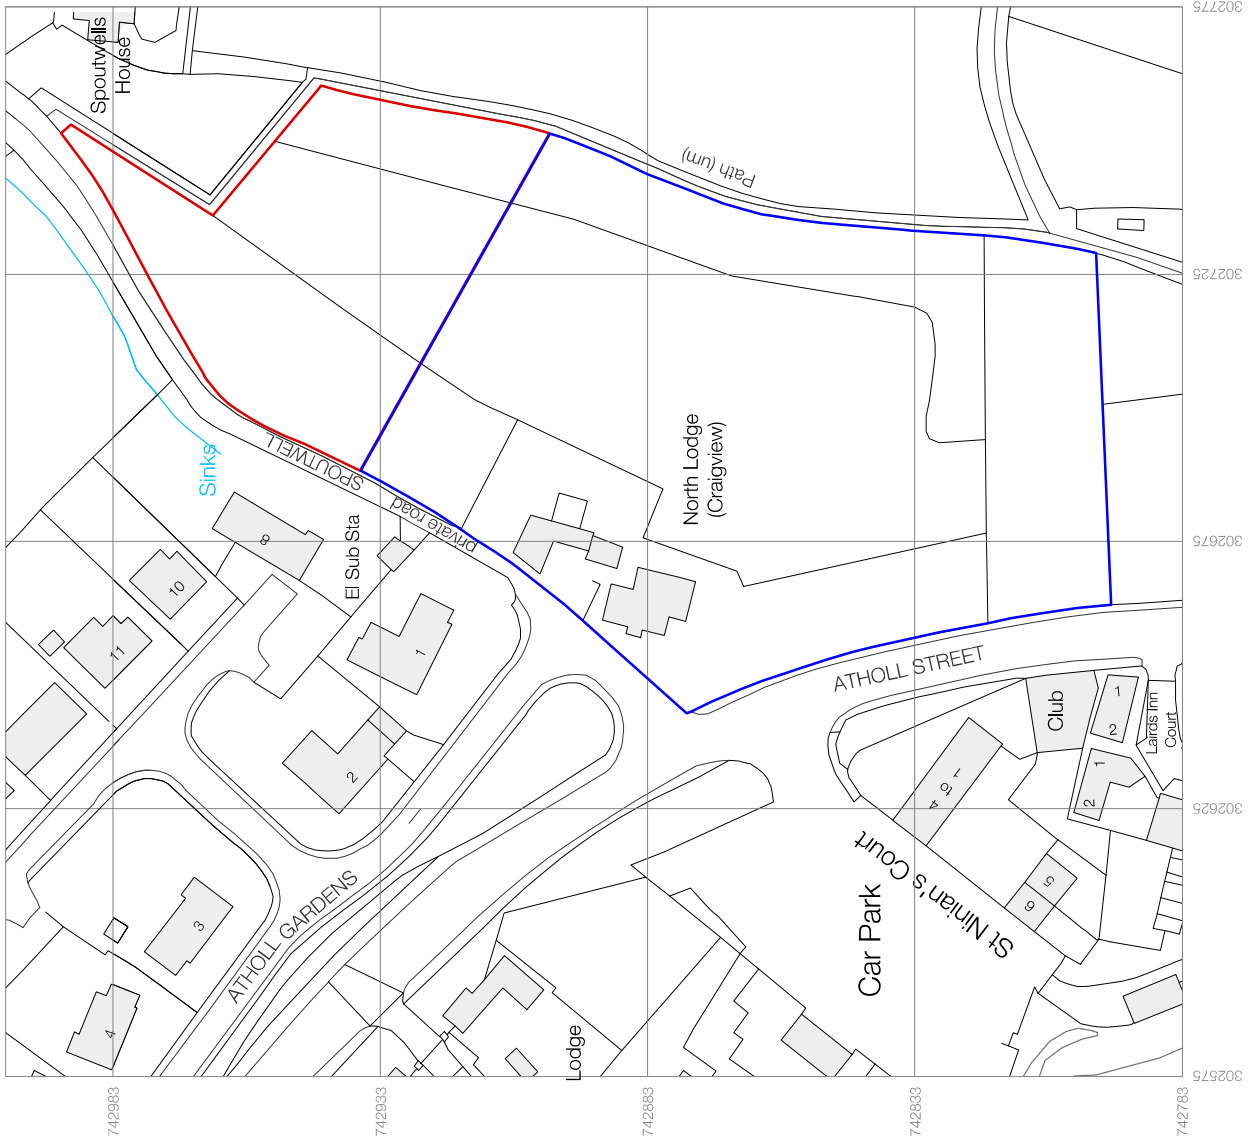 302775
Spoutwells
House
Path (um)
302725
Sinks
SPOUTWELL
private road
North Lodge
(Craigview)
El Sub Sta
8
10
11
302675
1
2
ATHOLL STREET
Club
1
2
Lairds Inn
Court
1
2
1
to
4
302625
St Ninian's Court
5
6
Car Park
3
ATHOLL GARDENS
4
Lodge
302575
742983
742933
742883
742833
742783